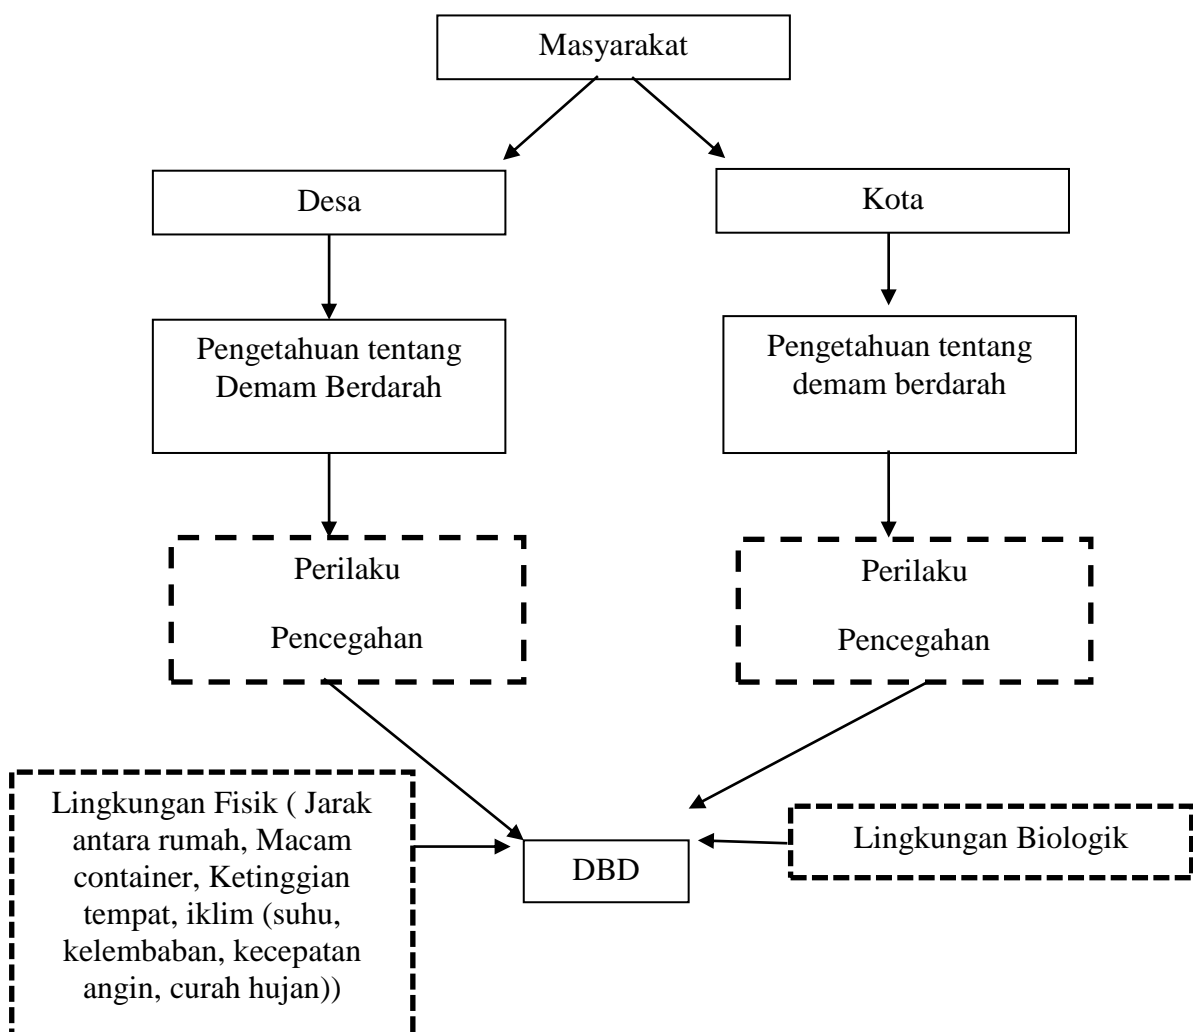 Masyarakat
Desa
Kota
Pengetahuan tentang
Demam Berdarah
Pengetahuan tentang
demam berdarah
Perilaku
Pencegahan
Perilaku
Pencegahan
Lingkungan Fisik ( Jarak
antara rumah, Macam
container, Ketinggian
tempat, iklim (suhu,
kelembaban, kecepatan
angin, curah hujan))
DBD
Lingkungan Biologik